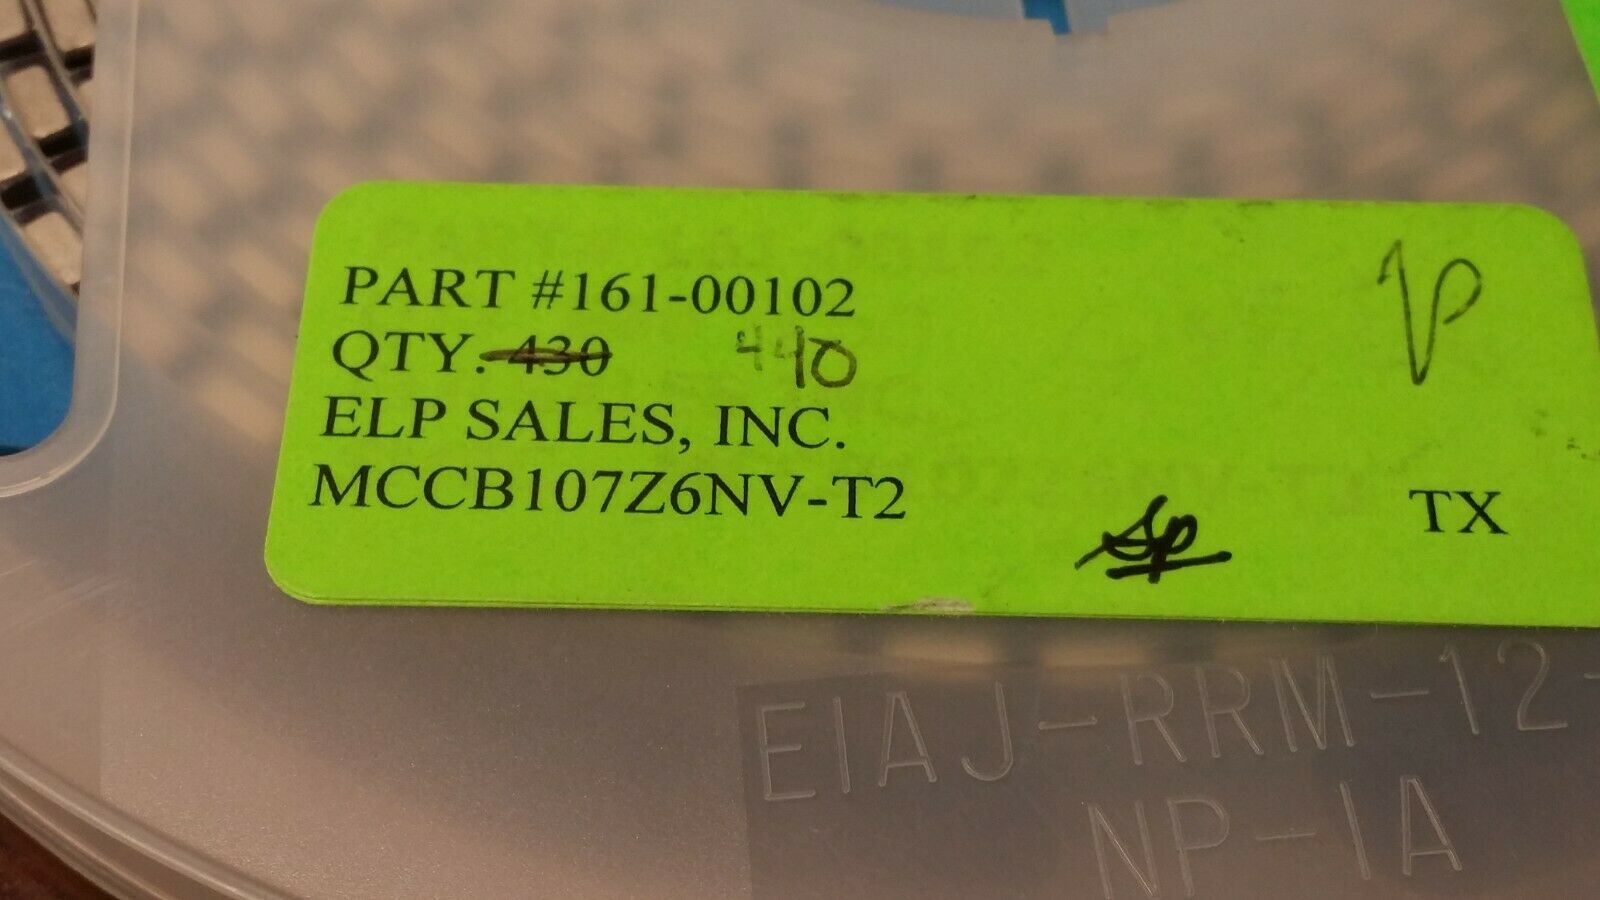 PART #161-00102
QTY. 430 440
ELP SALES, INC.
MCCB107Z6NV-T2
TX
EIAJ-RRM-12-
NP-1A